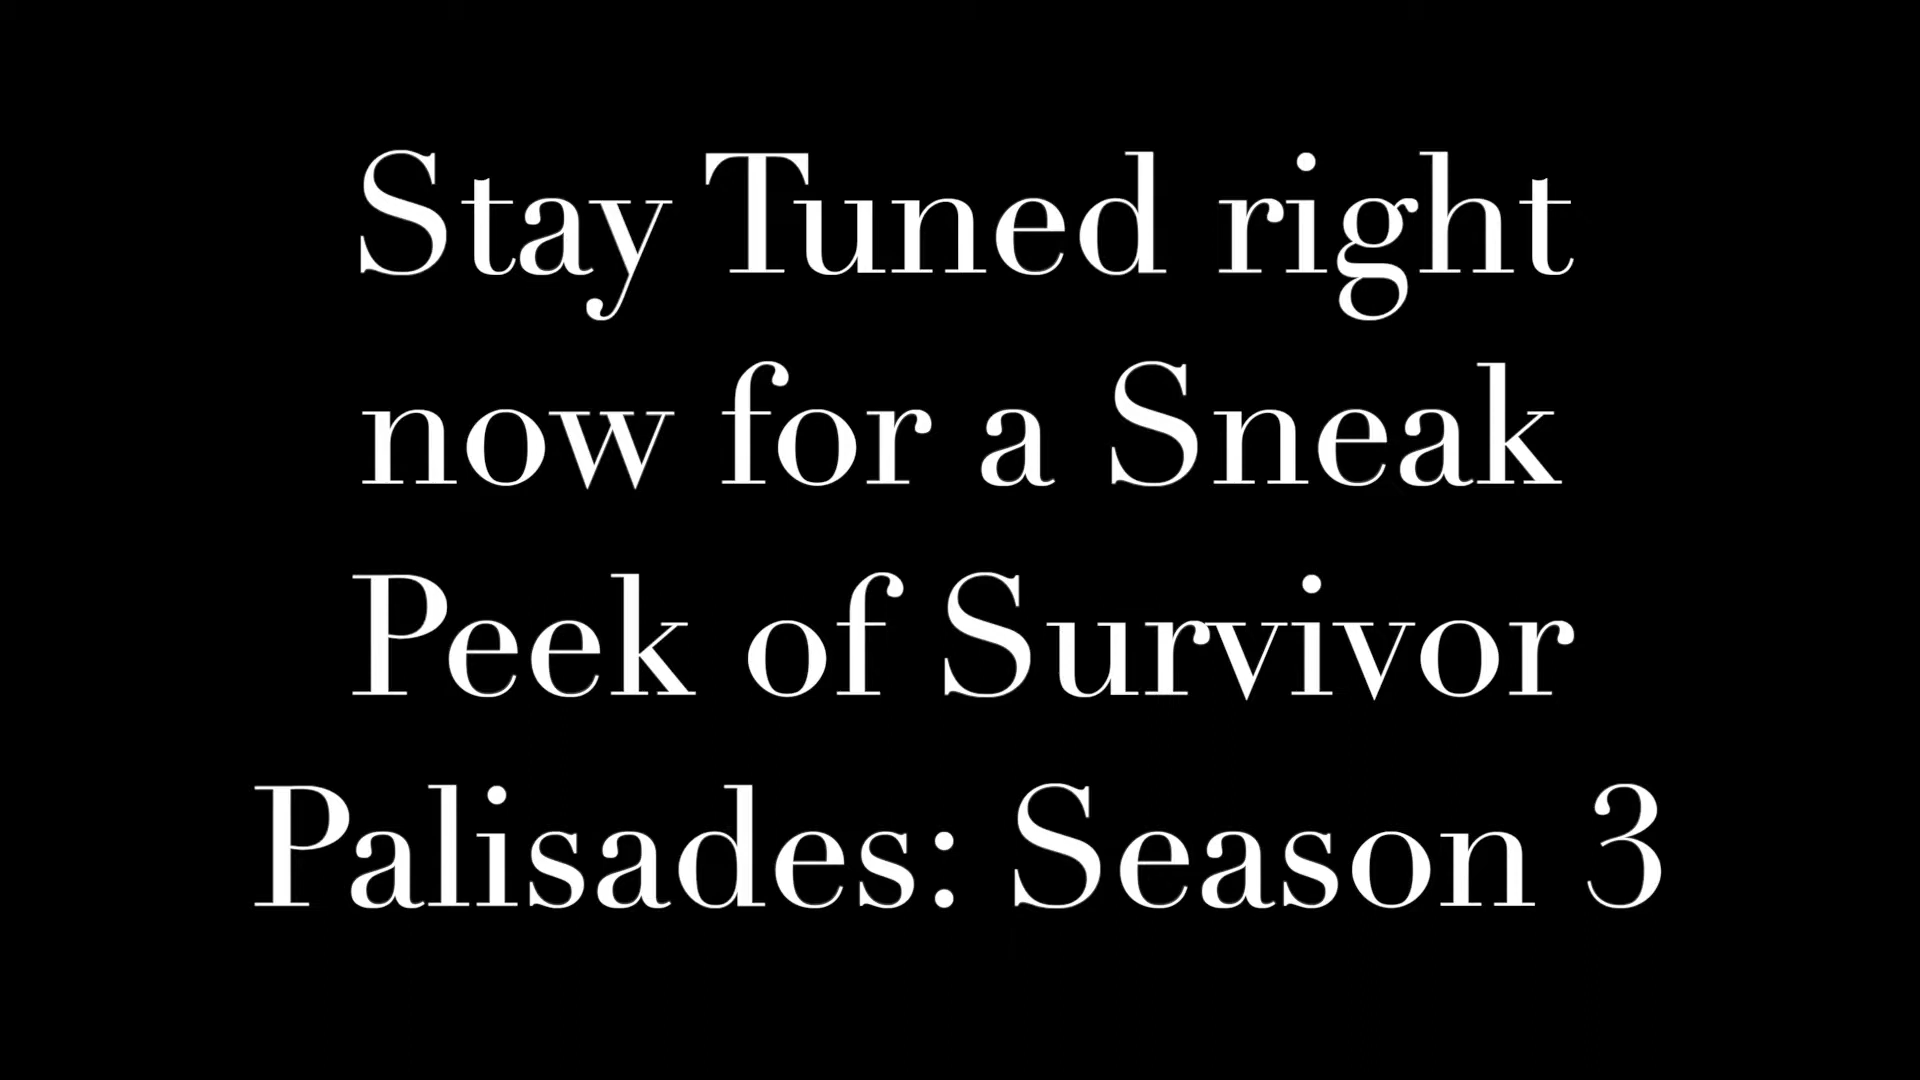 Stay Tuned right
now for a Sneak
Peek of Survivor
Palisades: Season 3